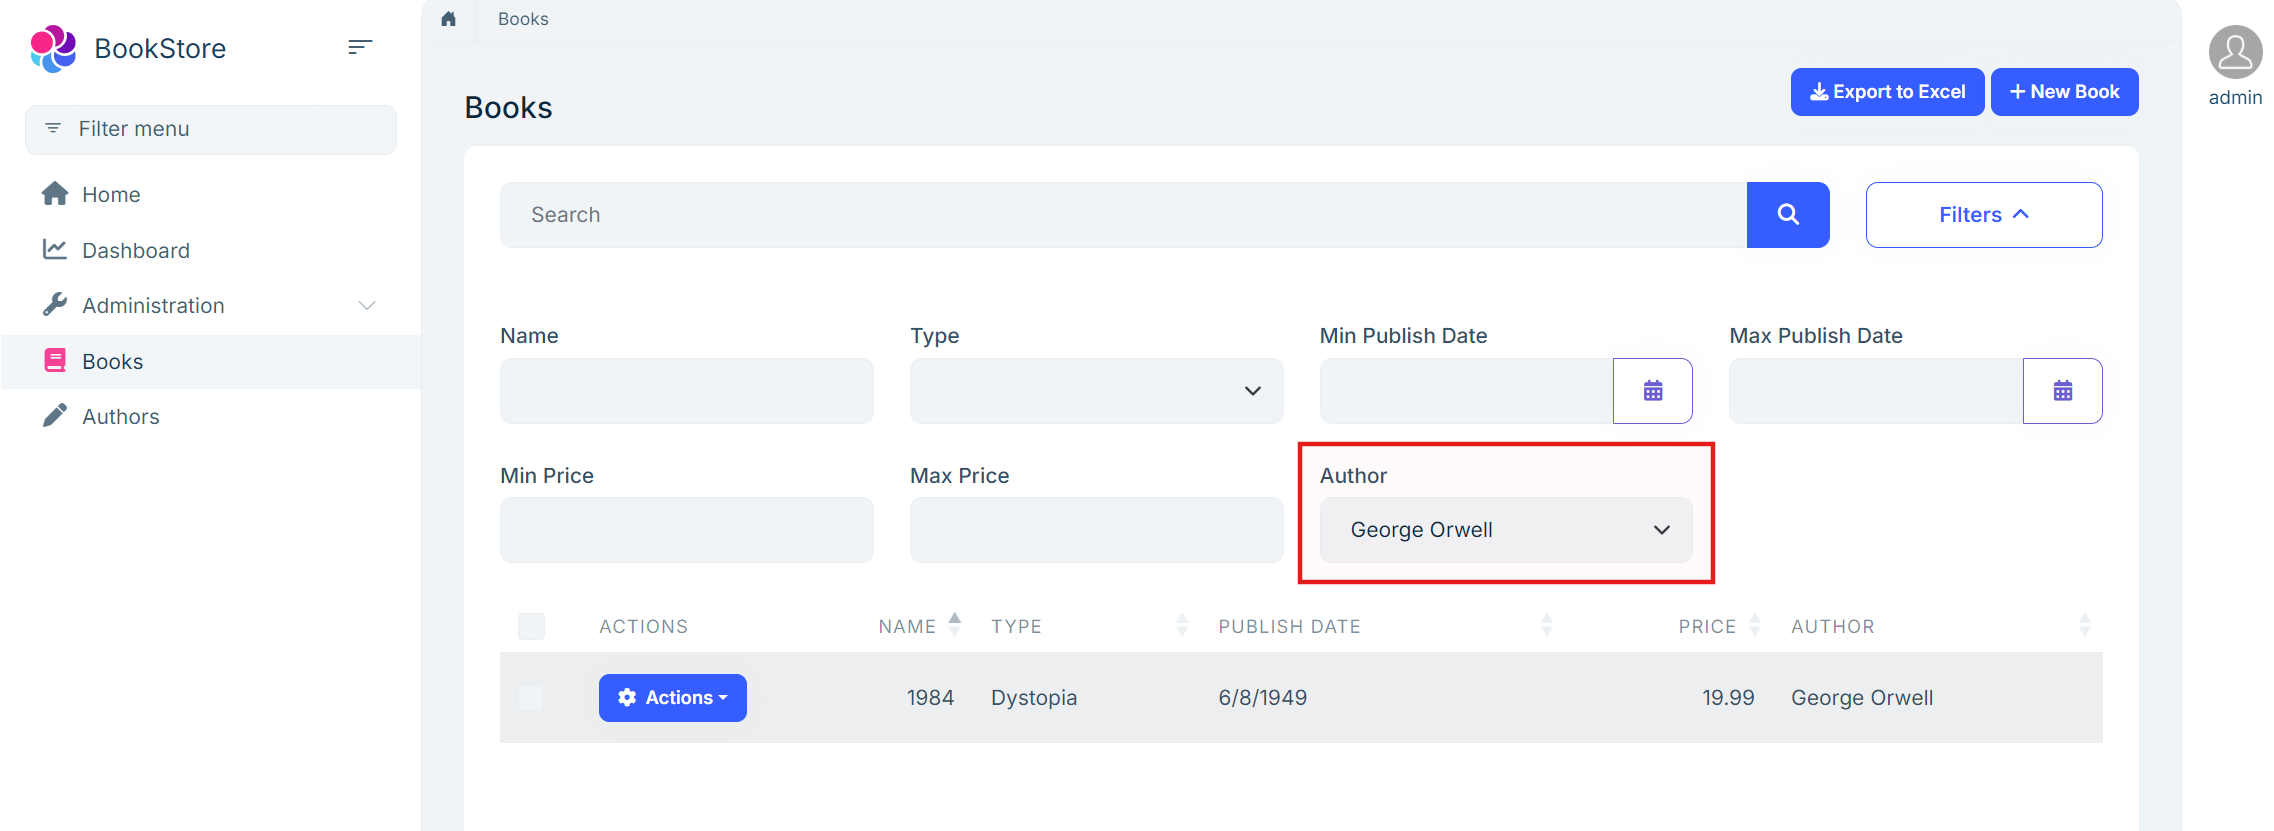 BookStore
Filter menu
Home
Dashboard
Administration
Books
Authors
Books
Books
Export to Excel
New Book
admin
Search
Filters
Name
Type
Min Publish Date
Max Publish Date
Min Price
Max Price
Author
George Orwell
ACTIONS NAME TYPE PUBLISH DATE PRICE AUTHOR
Actions 1984 Dystopia 6/8/1949 19.99 George Orwell